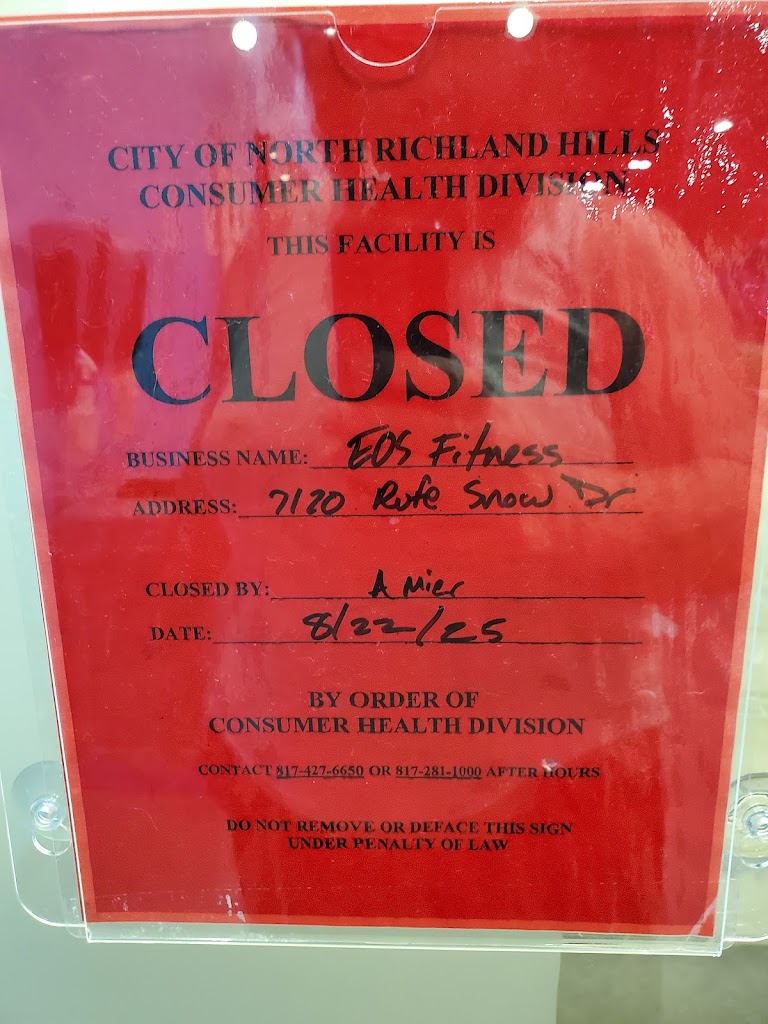 CITY OF NORTH RICHLAND HILLS
CONSUMER HEALTH DIVISION
THIS FACILITY IS
CLOSED
BUSINESS NAME: EOS Fitness
ADDRESS: 7120 Rufe Snow Dr
CLOSED BY: A Mier
DATE: 8/22/25
BY ORDER OF
CONSUMER HEALTH DIVISION
CONTACT 817-427-6650 OR 817-281-1000 AFTER HOURS
DO NOT REMOVE OR DEFACE THIS SIGN
UNDER PENALTY OF LAW